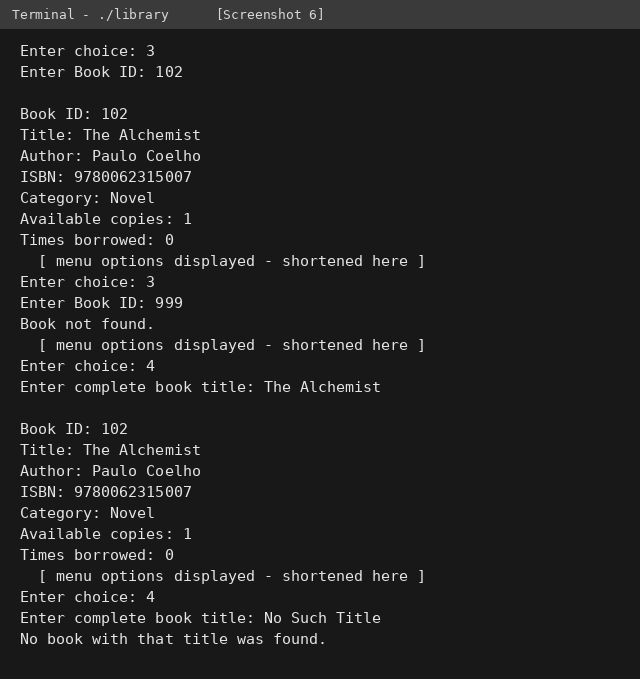 Terminal - ./library      [Screenshot 6]
Enter choice: 3
Enter Book ID: 102

Book ID: 102
Title: The Alchemist
Author: Paulo Coelho
ISBN: 9780062315007
Category: Novel
Available copies: 1
Times borrowed: 0
  [ menu options displayed - shortened here ]
Enter choice: 3
Enter Book ID: 999
Book not found.
  [ menu options displayed - shortened here ]
Enter choice: 4
Enter complete book title: The Alchemist

Book ID: 102
Title: The Alchemist
Author: Paulo Coelho
ISBN: 9780062315007
Category: Novel
Available copies: 1
Times borrowed: 0
  [ menu options displayed - shortened here ]
Enter choice: 4
Enter complete book title: No Such Title
No book with that title was found.